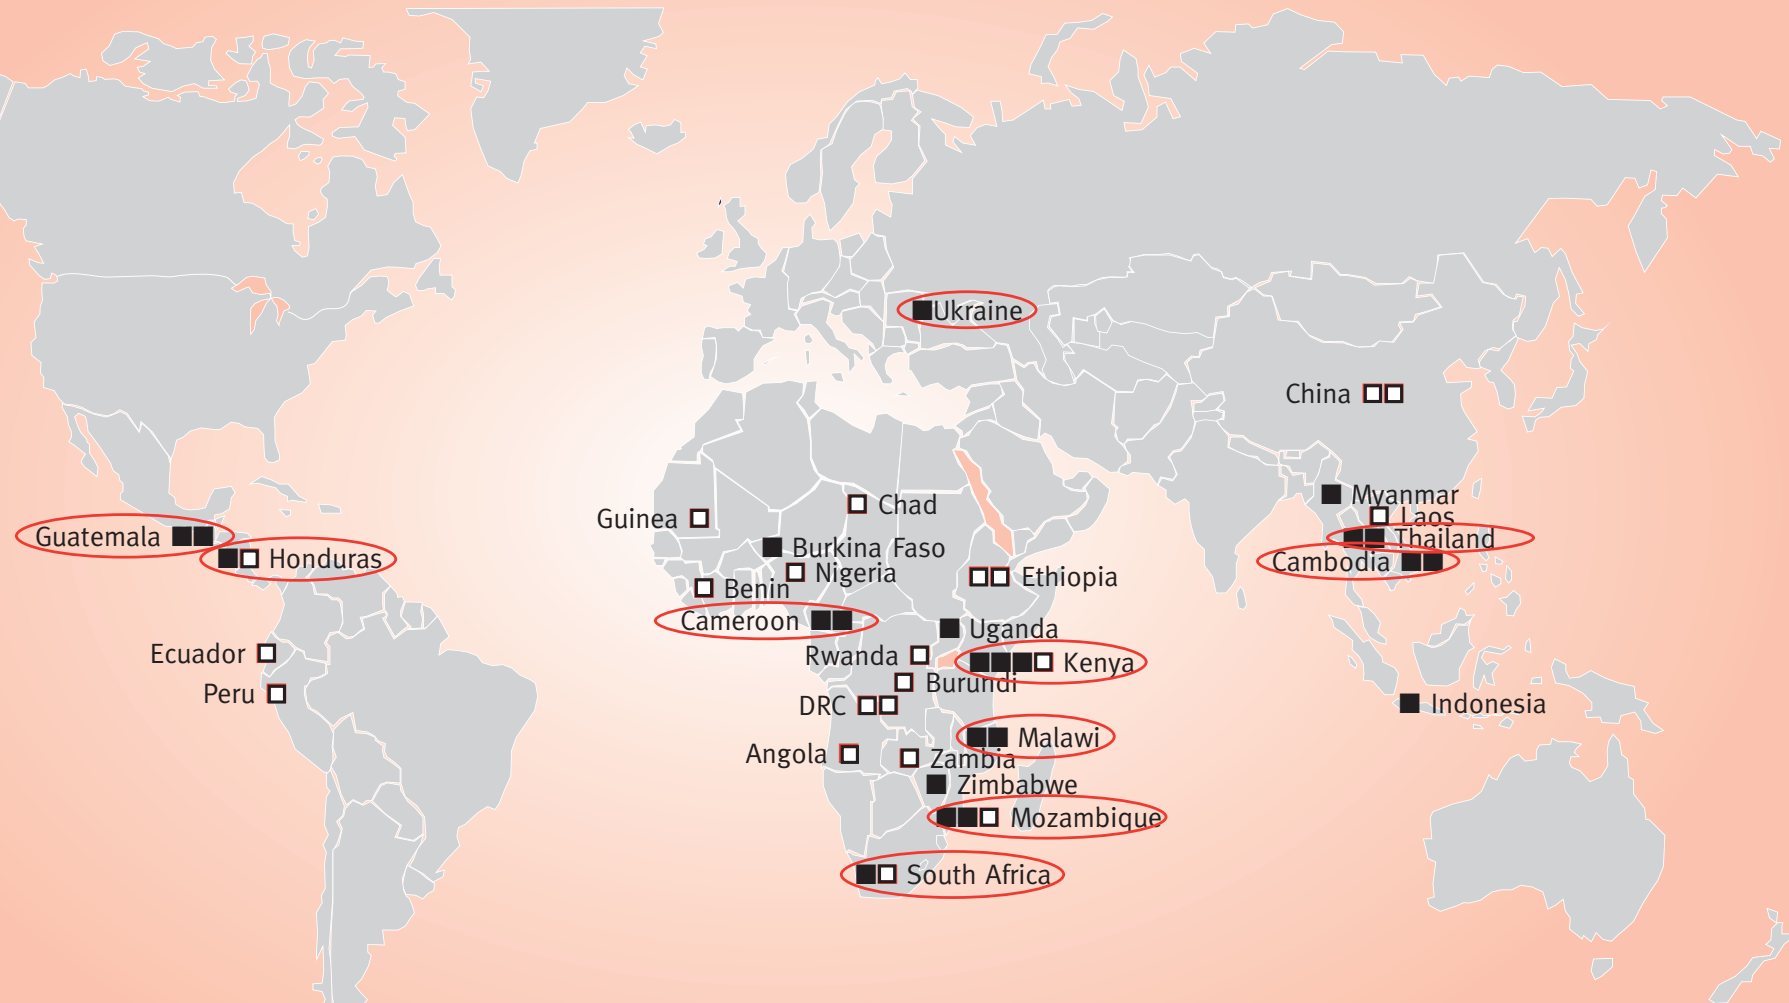 Ukraine
China
Myanmar
Chad
Laos
Guinea
Guatemala
Thailand
Burkina Faso
Honduras
Cambodia
Nigeria
Ethiopia
Benin
Cameroon
Uganda
Ecuador
Rwanda
Kenya
Burundi
Peru
DRC
Indonesia
Malawi
Angola
Zambia
Zimbabwe
Mozambique
South Africa